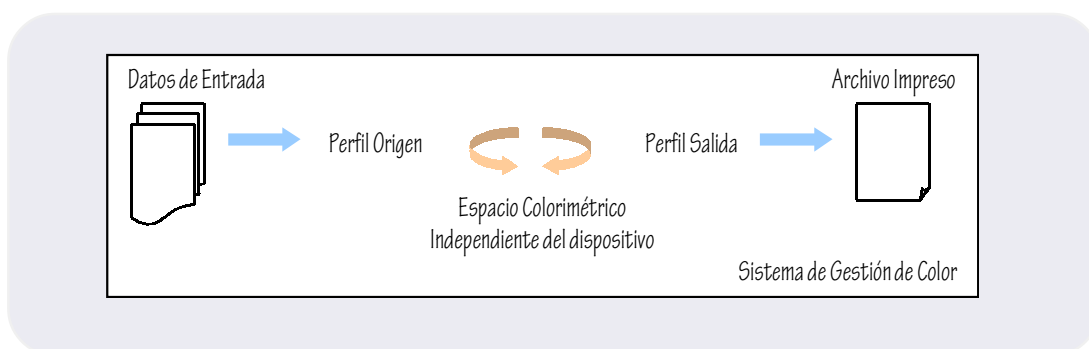 Datos de Entrada
Archivo Impreso
Perfil Origen
Perfil Salida
Espacio Colorimétrico
Independiente del dispositivo
Sistema de Gestión de Color